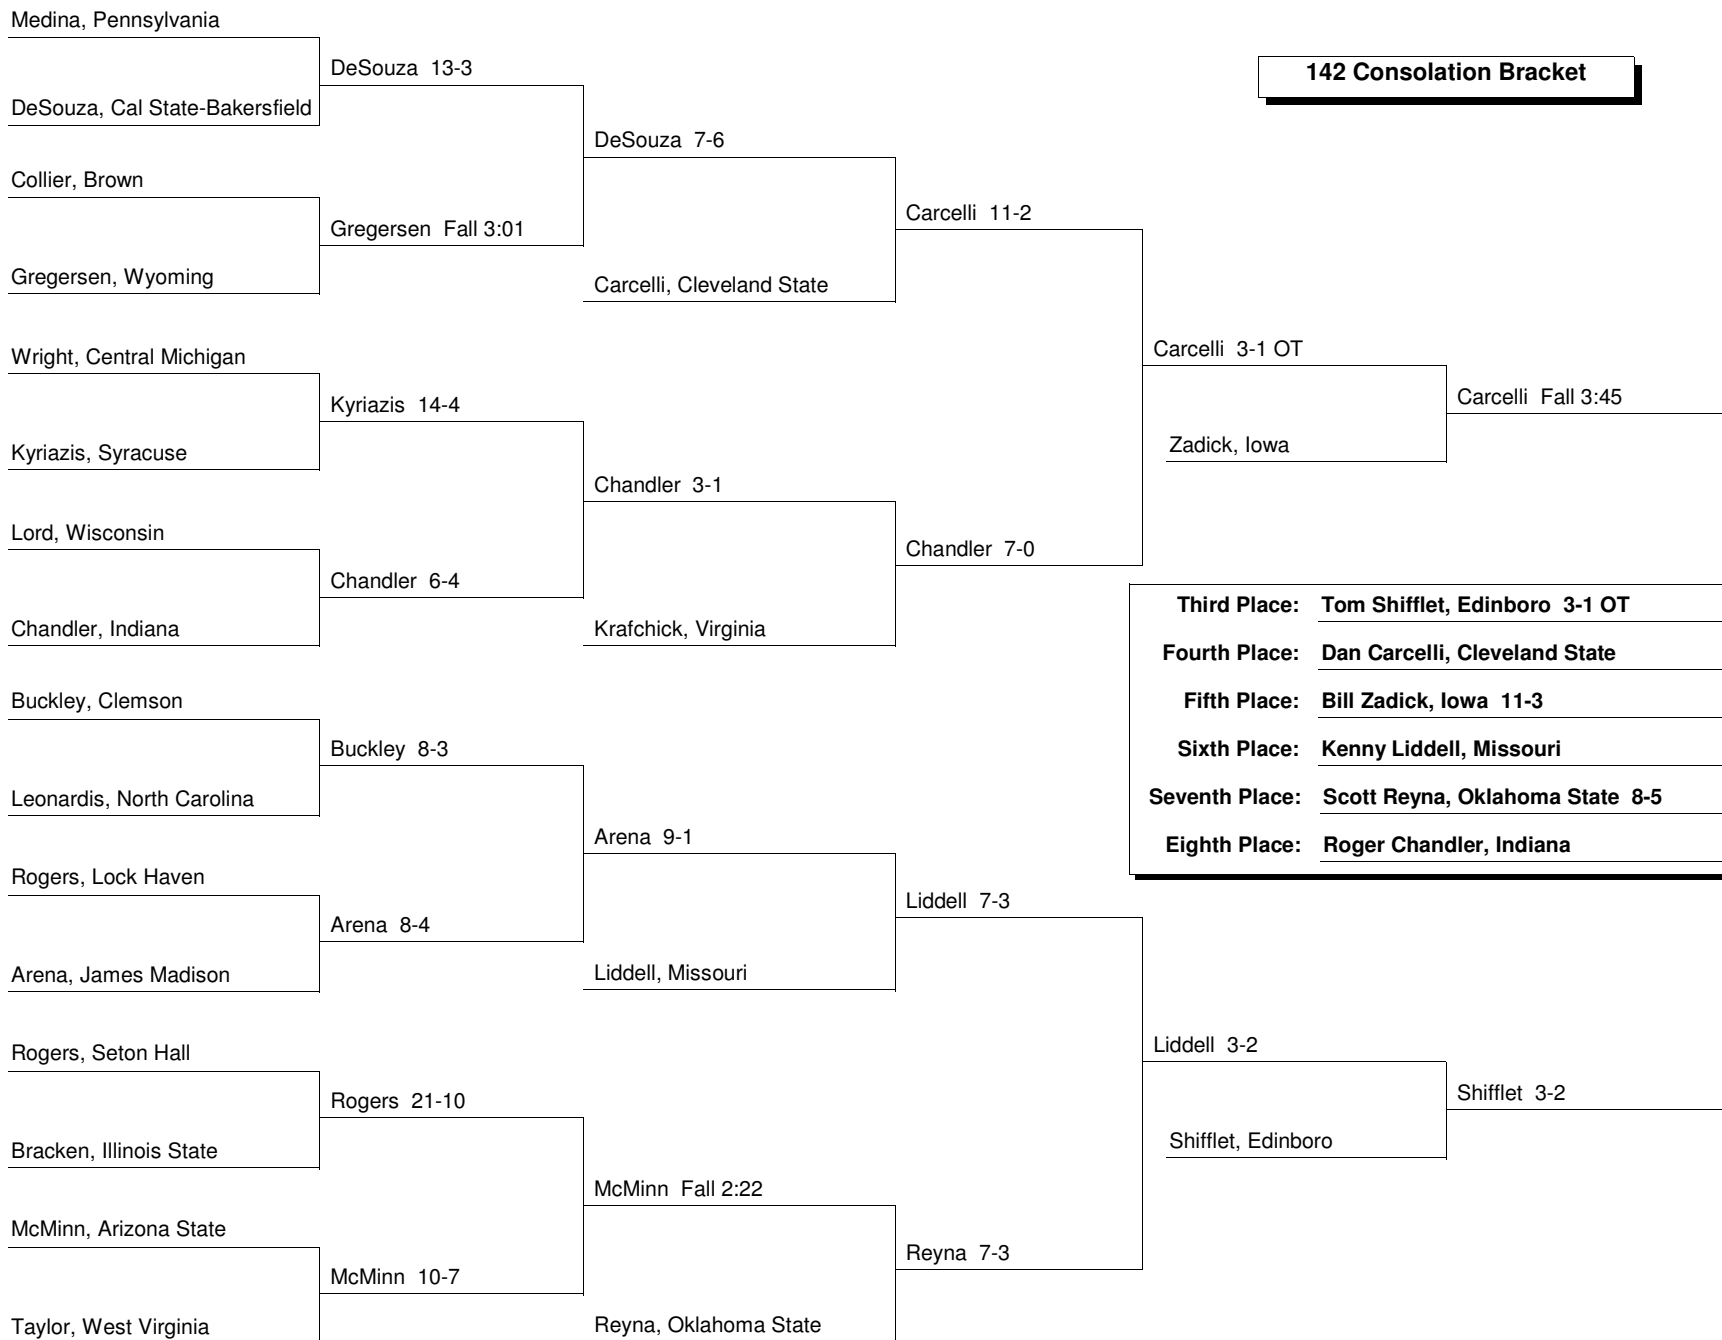 142 Consolation Bracket
Medina, Pennsylvania
DeSouza, Cal State-Bakersfield
Collier, Brown
Gregersen, Wyoming
Wright, Central Michigan
Kyriazis, Syracuse
Lord, Wisconsin
Chandler, Indiana
Buckley, Clemson
Leonardis, North Carolina
Rogers, Lock Haven
Arena, James Madison
Rogers, Seton Hall
Bracken, Illinois State
McMinn, Arizona State
Taylor, West Virginia
DeSouza 13-3
Gregersen Fall 3:01
Kyriazis 14-4
Chandler 6-4
Buckley 8-3
Arena 8-4
Rogers 21-10
McMinn 10-7
DeSouza 7-6
Carcelli, Cleveland State
Chandler 3-1
Krafchick, Virginia
Arena 9-1
Liddell, Missouri
McMinn Fall 2:22
Reyna, Oklahoma State
Carcelli 11-2
Chandler 7-0
Liddell 7-3
Reyna 7-3
Carcelli 3-1 OT
Zadick, Iowa
Liddell 3-2
Shifflet, Edinboro
Carcelli Fall 3:45
Shifflet 3-2
Third Place: Tom Shifflet, Edinboro 3-1 OT
Fourth Place: Dan Carcelli, Cleveland State
Fifth Place: Bill Zadick, Iowa 11-3
Sixth Place: Kenny Liddell, Missouri
Seventh Place: Scott Reyna, Oklahoma State 8-5
Eighth Place: Roger Chandler, Indiana